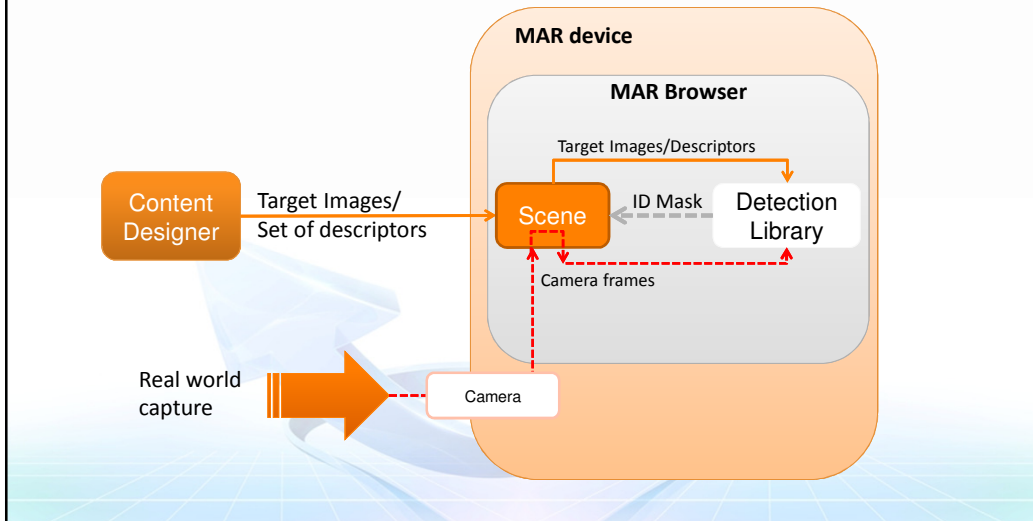 MAR device
MAR Browser
Target Images/Descriptors
Content
Designer
Target Images/
Set of descriptors
Scene
ID Mask
Detection
Library
Camera frames
Real world
capture
Camera